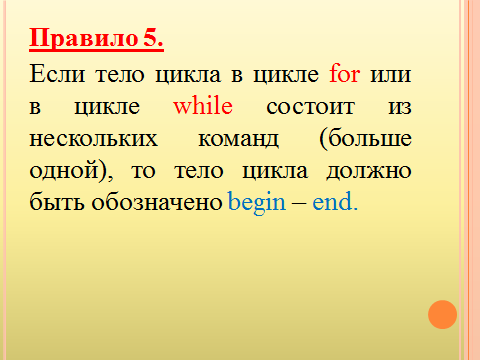 Правило 5.
Если тело цикла в цикле for или
в цикле while состоит из
нескольких команд (больше
одной), то тело цикла должно
быть обозначено begin – end.